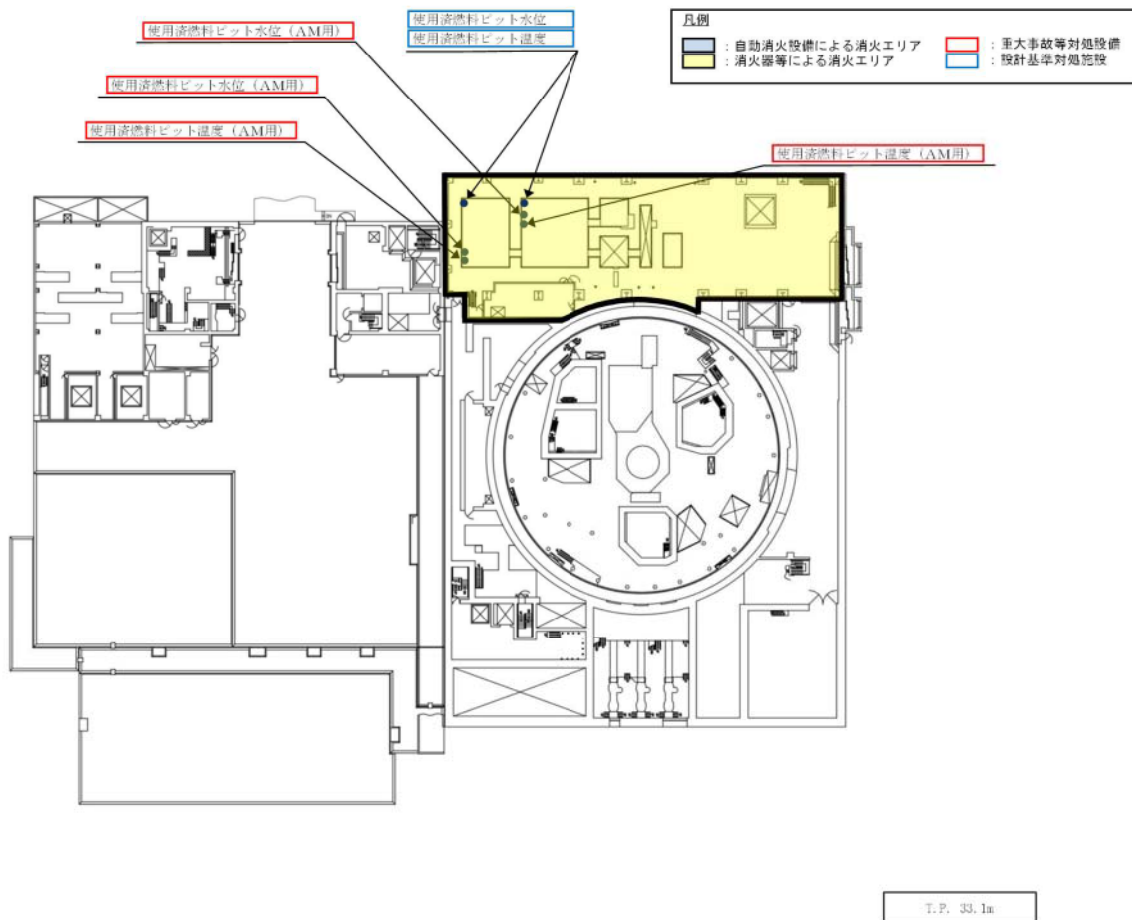 使用済燃料ピット水位（AM用）
使用済燃料ピット水位
使用済燃料ピット温度
使用済燃料ピット水位（AM用）
使用済燃料ピット温度（AM用）
使用済燃料ピット温度（AM用）
凡例
：自動消火設備による消火エリア
：消火器等による消火エリア
：重大事故等対処設備
：設計基準対処施設
T.P. 33.1m